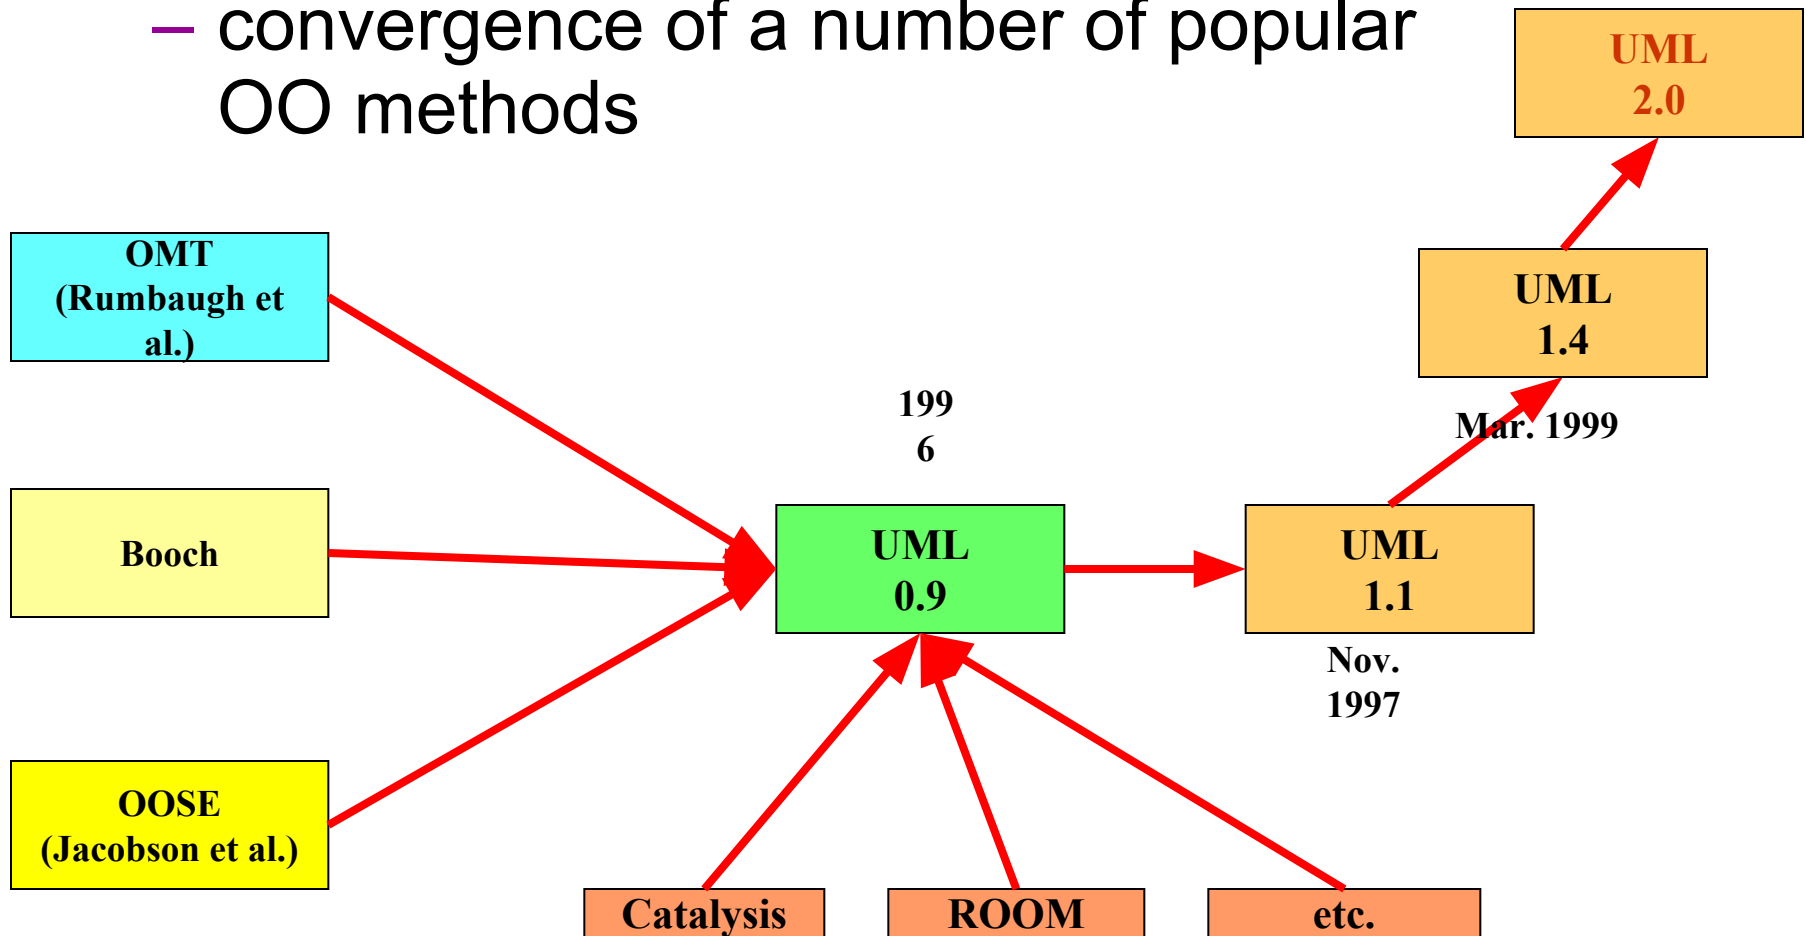 – convergence of a number of popular
OO methods
UML
2.0
OMT
(Rumbaugh et
al.)
UML
1.4
199
6
Mar. 1999
Booch
UML
0.9
UML
1.1
Nov.
1997
OOSE
(Jacobson et al.)
Catalysis
ROOM
etc.